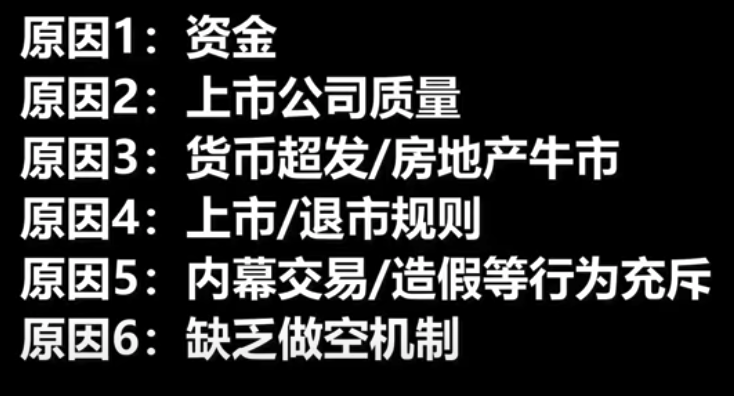 原因1：资金
原因2：上市公司质量
原因3：货币超发/房地产牛市
原因4：上市/退市规则
原因5：内幕交易/造假等行为充斥
原因6：缺乏做空机制